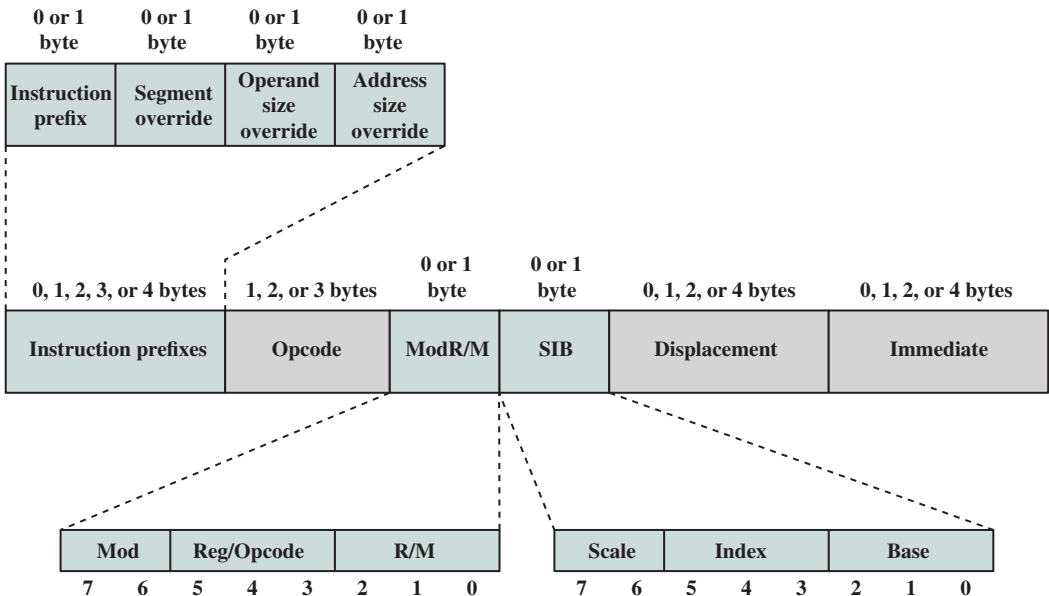 0 or 1 0 or 1 0 or 1 0 or 1
byte byte byte byte
Instruction prefix
Segment override
Operand size override
Address size override
0 or 1 0 or 1
0, 1, 2, 3, or 4 bytes 1, 2, or 3 bytes byte byte 0, 1, 2, or 4 bytes 0, 1, 2, or 4 bytes
Instruction prefixes Opcode ModR/M SIB Displacement Immediate
Mod Reg/Opcode R/M Scale Index Base
7 6 5 4 3 2 1 0 7 6 5 4 3 2 1 0